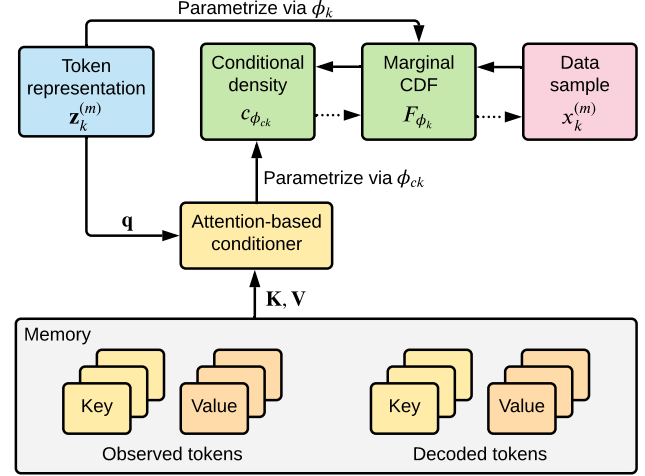 Parametrize via ϕ_k
Token
representation
𝐳_k^(m)
Conditional
density
c_ϕ_ck
Marginal
CDF
F_ϕ_k
Data
sample
x_k^(m)
Parametrize via ϕ_ck
𝐪
Attention-based
conditioner
𝐊, 𝐕
Memory
Key
Value
Key
Value
Observed tokens
Decoded tokens